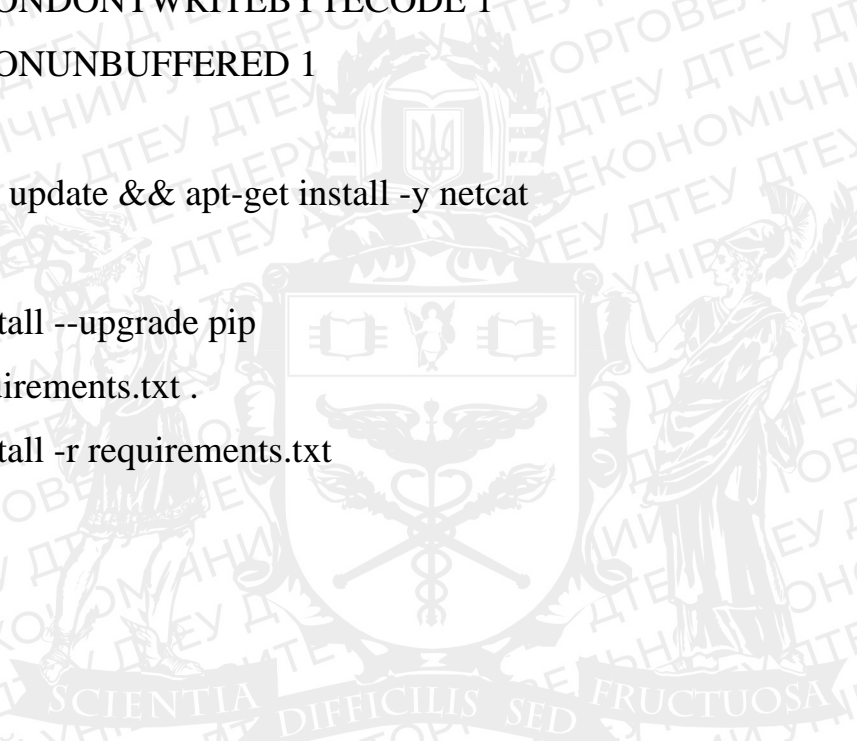 ONDONTWRITEBYTECODE 1
ONUNBUFFERED 1
update && apt-get install -y netcat
tall --upgrade pip
uirements.txt .
tall -r requirements.txt
SCIENTIA DIFFICILIS SED FRUCTUOSA